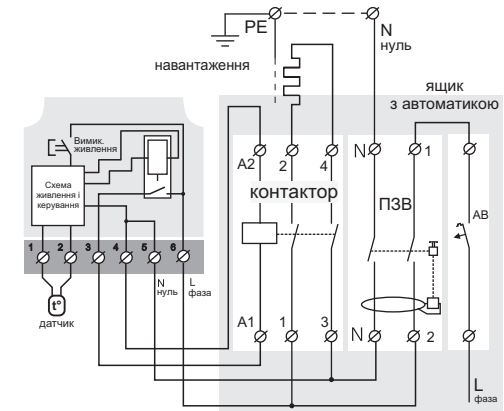 PE
N
нуль
навантаження
ящик
з автоматикою
Вимик.
живлення
Схема
живлення і
керування
A2
2
4
N
1
контактор
ПЗВ
АВ
1
2
3
4
5
6
N
нуль
L
фаза
t°
датчик
A1
1
3
N
2
L
фаза